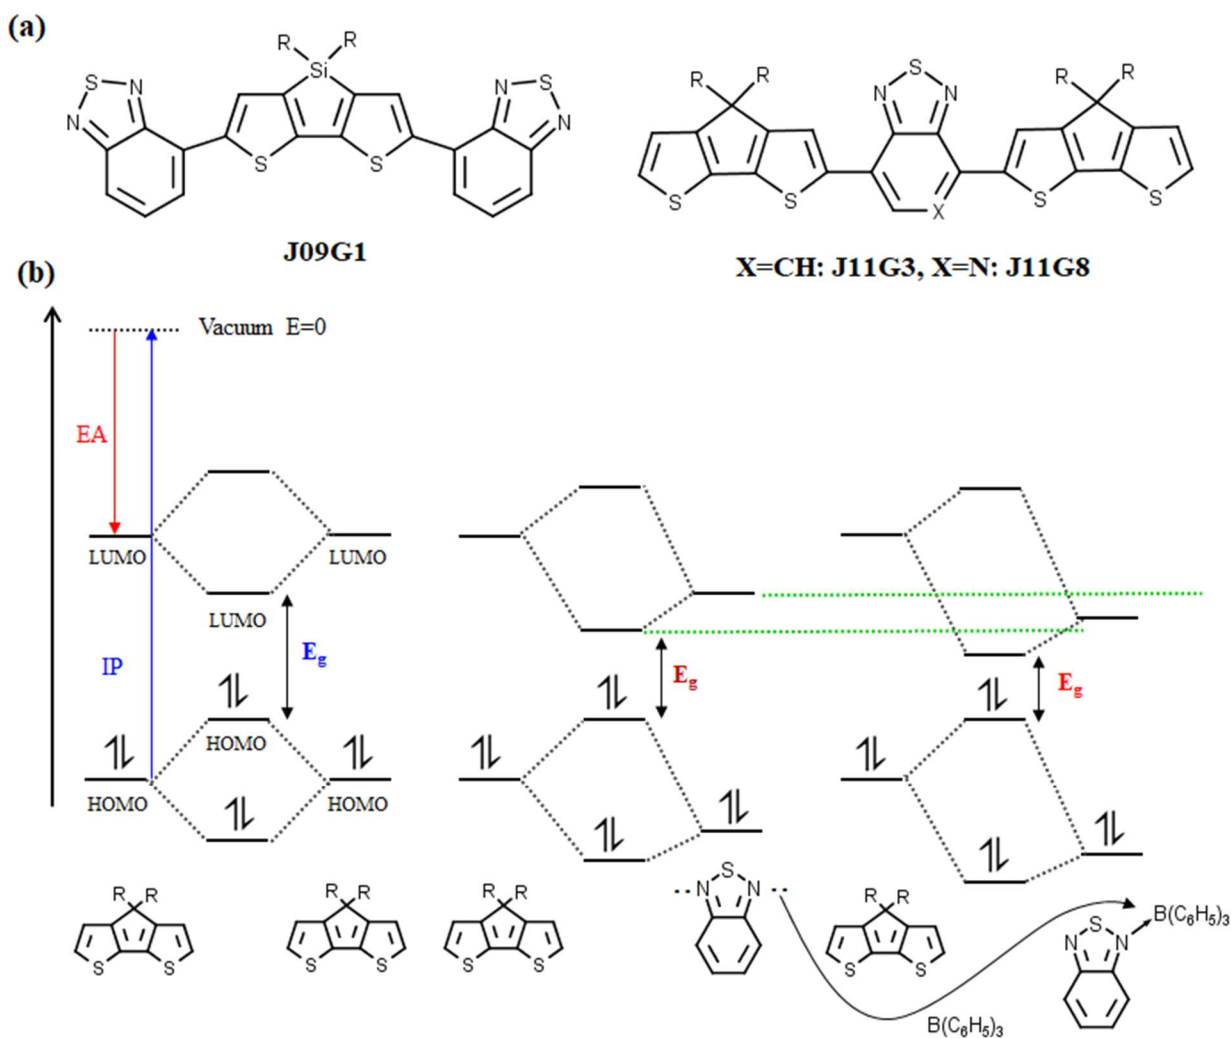 (a)
R R
Si
S N N
S S
N S N
J09G1
R R
S S
N S N
X
R R
S S
X=CH: J11G3, X=N: J11G8
(b)
Vacuum E=0
EA
LUMO
LUMO
LUMO
IP
Eg
HOMO
HOMO
HOMO
Eg
Eg
R R
S S
R R
S S
R R
S S
S
N N
R R
S S
B(C6H5)3
S
N N
B(C6H5)3